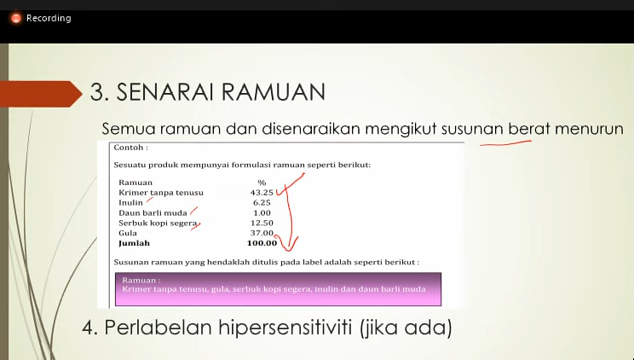 Recording
3. SENARAI RAMUAN
Semua ramuan dan disenaraikan mengikut susunan berat menurun
Contoh :
Sesuatu produk mempunyai formulasi ramuan seperti berikut:
Ramuan %
Krimer tanpa tenusu 43.25
Inulin 6.25
Daun barli muda 1.00
Serbuk kopi segera 12.50
Gula 37.00
Jumlah 100.00
Susunan ramuan yang hendaklah ditulis pada label adalah seperti berikut :
Ramuan :
Krimer tanpa tenusu, gula, serbuk kopi segera, inulin dan daun barli muda
4. Perlabelan hipersensitiviti (jika ada)